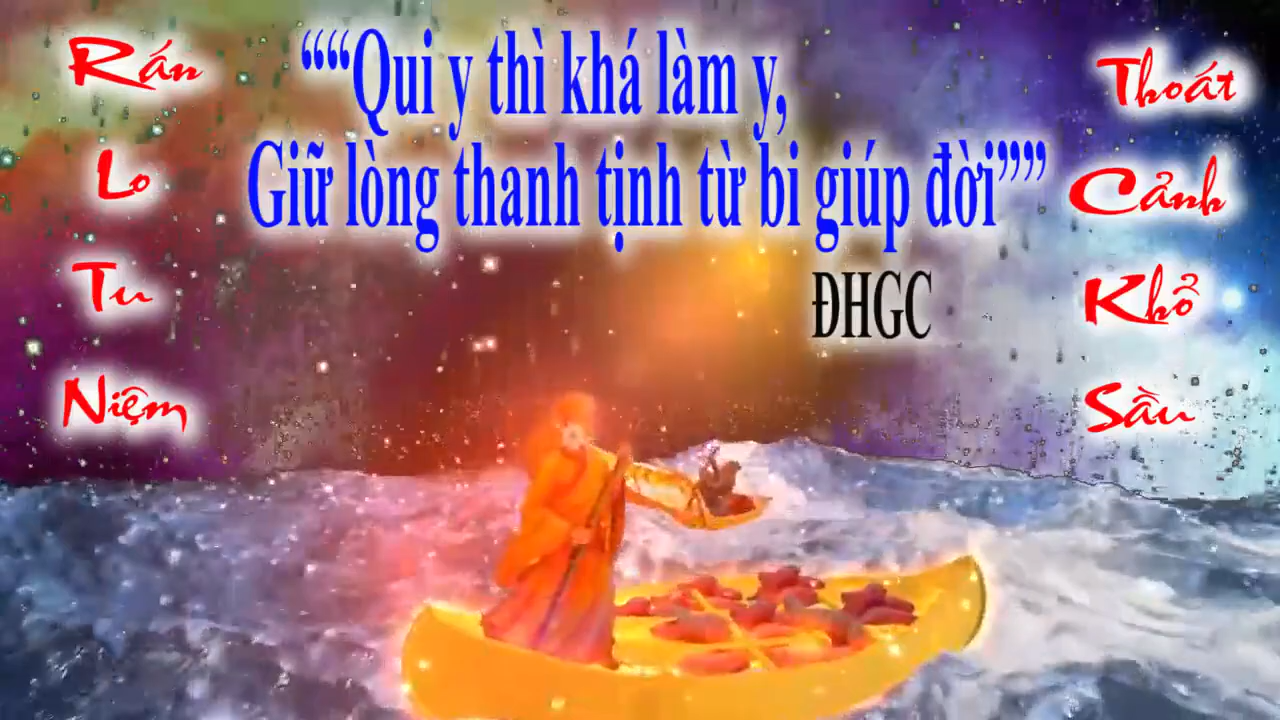 Rán
Lo
Tu
Niệm
““Qui y thì khá làm y,
Giữ lòng thanh tịnh từ bi giúp đời””
ĐHGC
Thoát
Cảnh
Khổ
Sầu